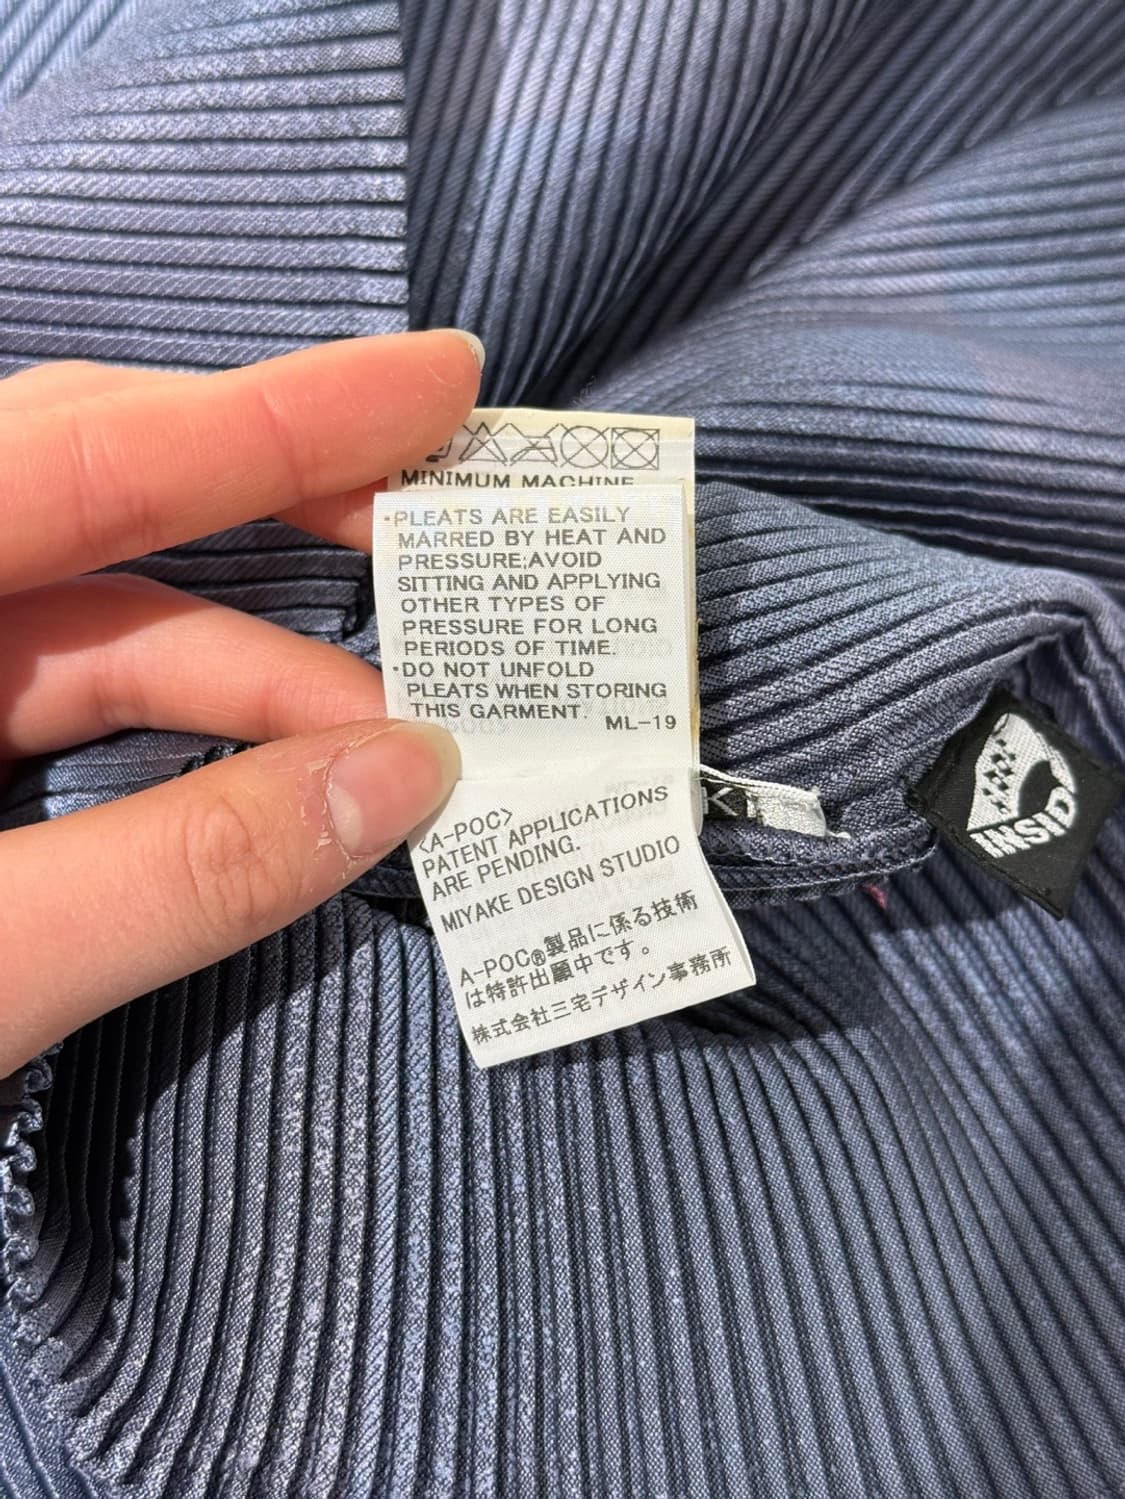 MINIMUM MACHINE
·PLEATS ARE EASILY
MARRED BY HEAT AND
PRESSURE;AVOID
SITTING AND APPLYING
OTHER TYPES OF
PRESSURE FOR LONG
PERIODS OF TIME.
·DO NOT UNFOLD
PLEATS WHEN STORING
THIS GARMENT. ML-19
〈A-POC〉
PATENT APPLICATIONS
ARE PENDING.
MIYAKE DESIGN STUDIO
A-POC®製品に係る技術
は特許出願中です。
株式会社三宅デザイン事務所
INSID